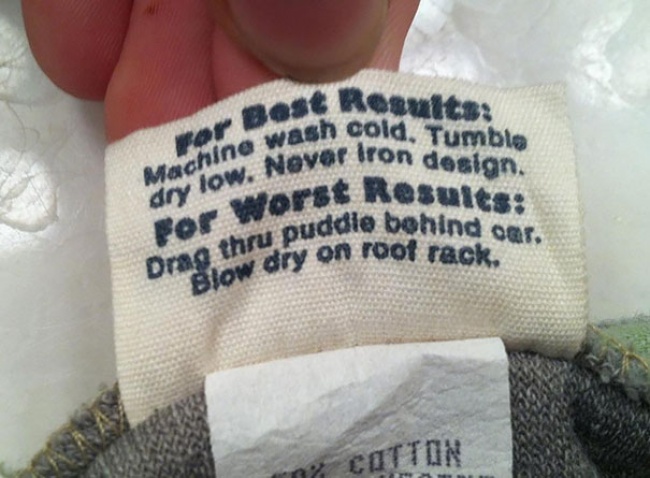 For Best Results:
Machine wash cold. Tumble
dry low. Never iron design.
For Worst Results:
Drag thru puddle behind car.
Blow dry on roof rack.
COTTON